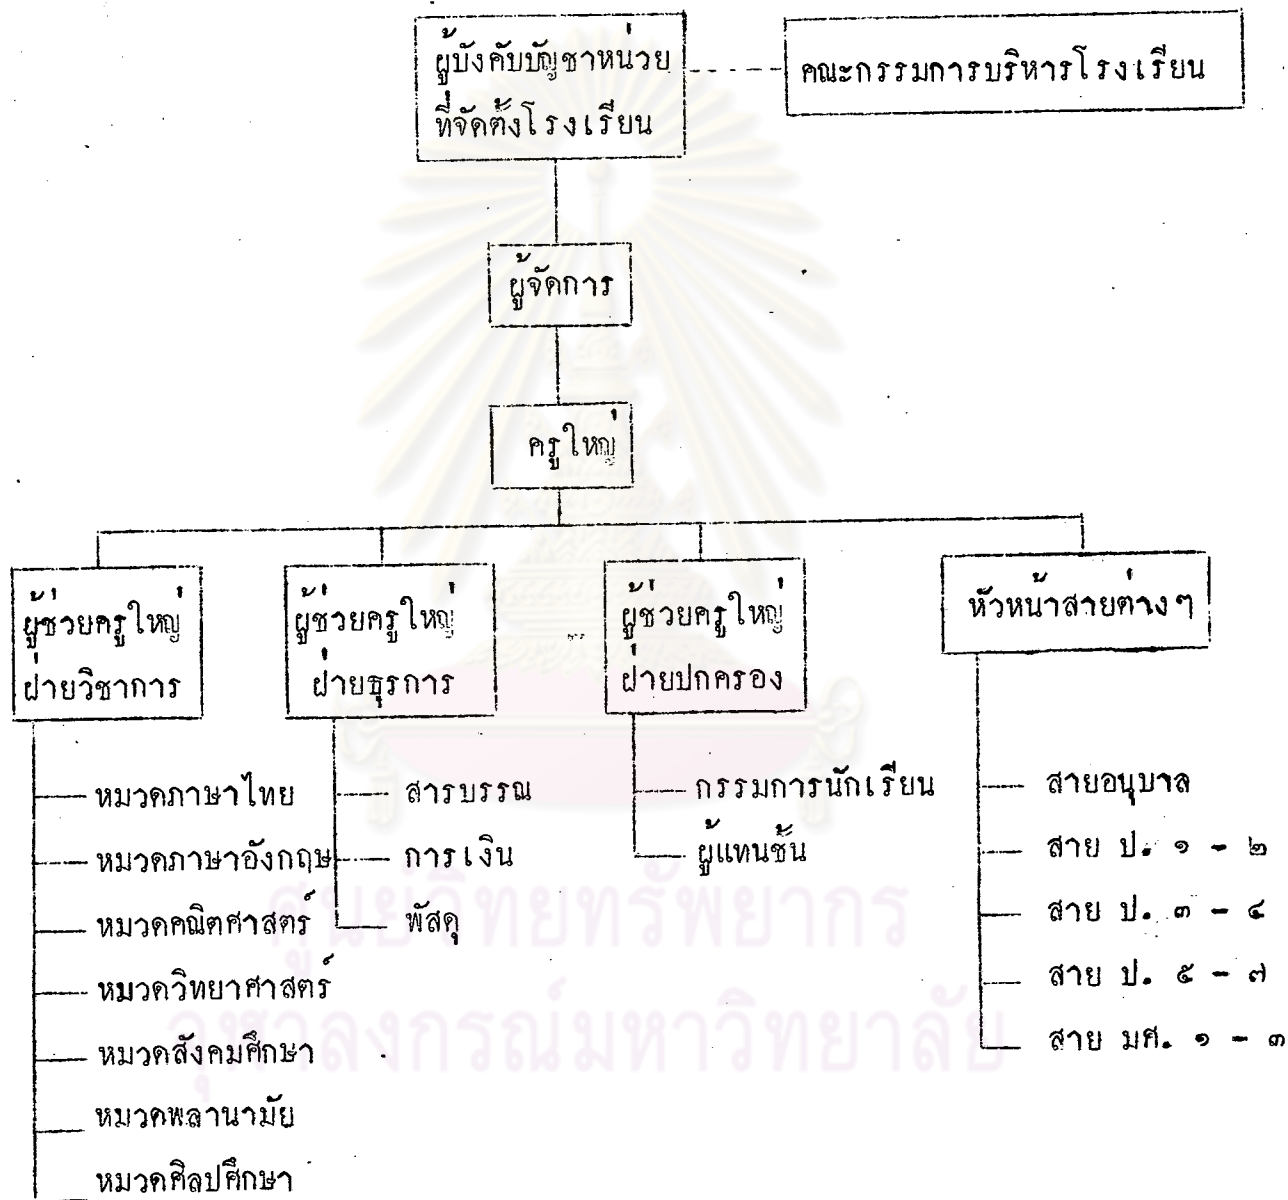 ผู้บังคับบัญชาหน่วย
ที่จัดตั้งโรงเรียน
คณะกรรมการบริหารโรงเรียน
ผู้จัดการ
ครูใหญ่
ผู้ช่วยครูใหญ่
ฝ่ายวิชาการ
ผู้ช่วยครูใหญ่
ฝ่ายธุรการ
ผู้ช่วยครูใหญ่
ฝ่ายปกครอง
หัวหน้าสายต่าง ๆ
หมวดภาษาไทย
หมวดภาษาอังกฤษ
หมวดคณิตศาสตร์
หมวดวิทยาศาสตร์
หมวดสังคมศึกษา
หมวดพลานามัย
หมวดศิลปศึกษา
สารบรรณ
การเงิน
พัสดุ
กรรมการนักเรียน
ผู้แทนชั้น
สายอนุบาล
สาย ป. ๑ - ๒
สาย ป. ๓ - ๔
สาย ป. ๕ - ๗
สาย มศ. ๑ - ๓
ศูนย์วิทยทรัพยากร
จุฬาลงกรณ์มหาวิทยาลัย